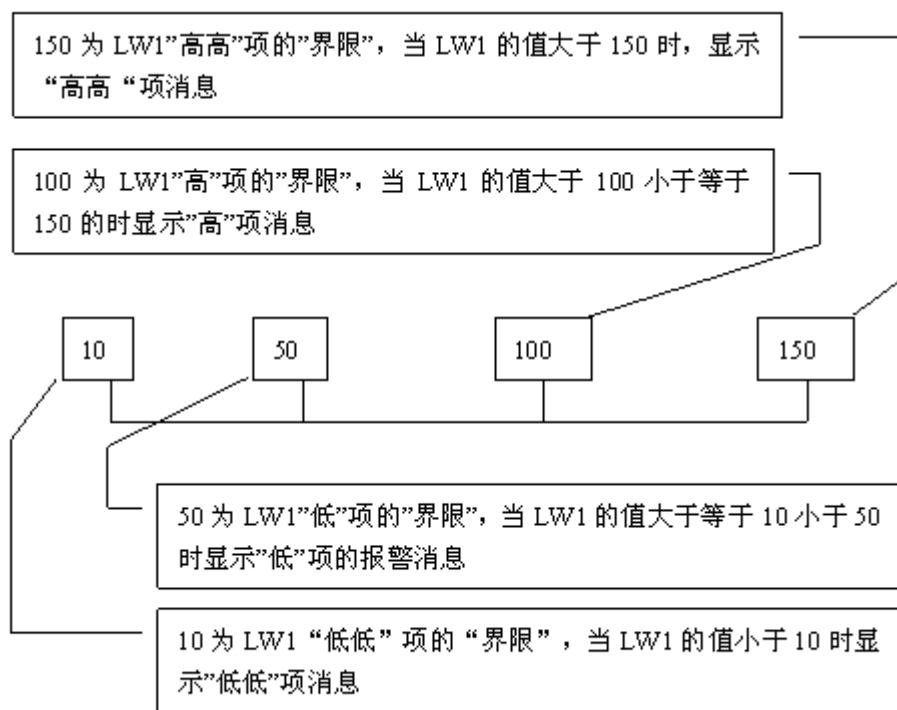 150 为 LW1”高高”项的”界限”，当 LW1 的值大于 150 时，显示
“高高“项消息
100 为 LW1”高”项的”界限”，当 LW1 的值大于 100 小于等于
150 的时显示”高”项消息
10
50
100
150
50 为 LW1”低”项的”界限”，当 LW1 的值大于等于 10 小于 50
时显示”低”项的报警消息
10 为 LW1“低低”项的“界限”，当 LW1 的值小于 10 时显
示”低低”项消息